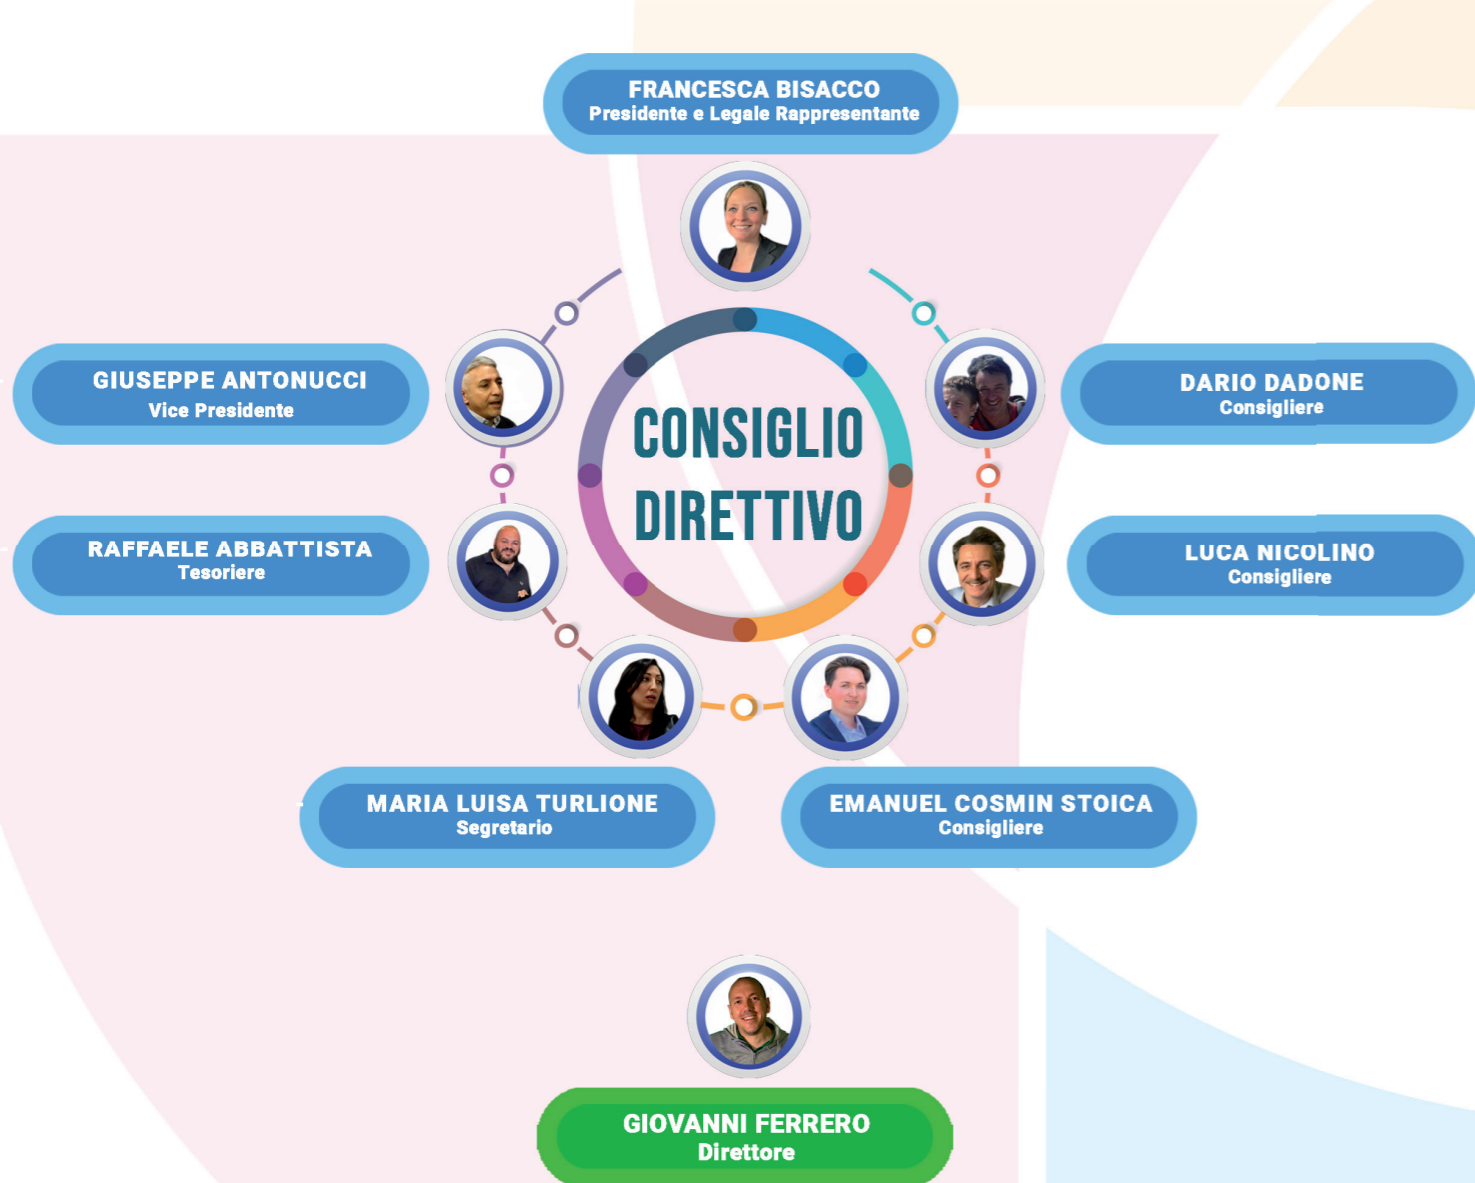 FRANCESCA BISACCO
Presidente e Legale Rappresentante
GIUSEPPE ANTONUCCI
Vice Presidente
DARIO DADONE
Consigliere
CONSIGLIO
DIRETTIVO
RAFFAELE ABBATTISTA
Tesoriere
LUCA NICOLINO
Consigliere
MARIA LUISA TURLIONE
Segretario
EMANUEL COSMIN STOICA
Consigliere
GIOVANNI FERRERO
Direttore